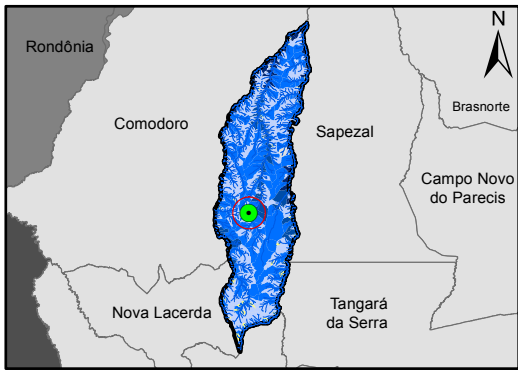 N
Rondônia
Brasnorte
Comodoro
Sapezal
Campo Novo
do Parecis
Nova Lacerda
Tangará
da Serra